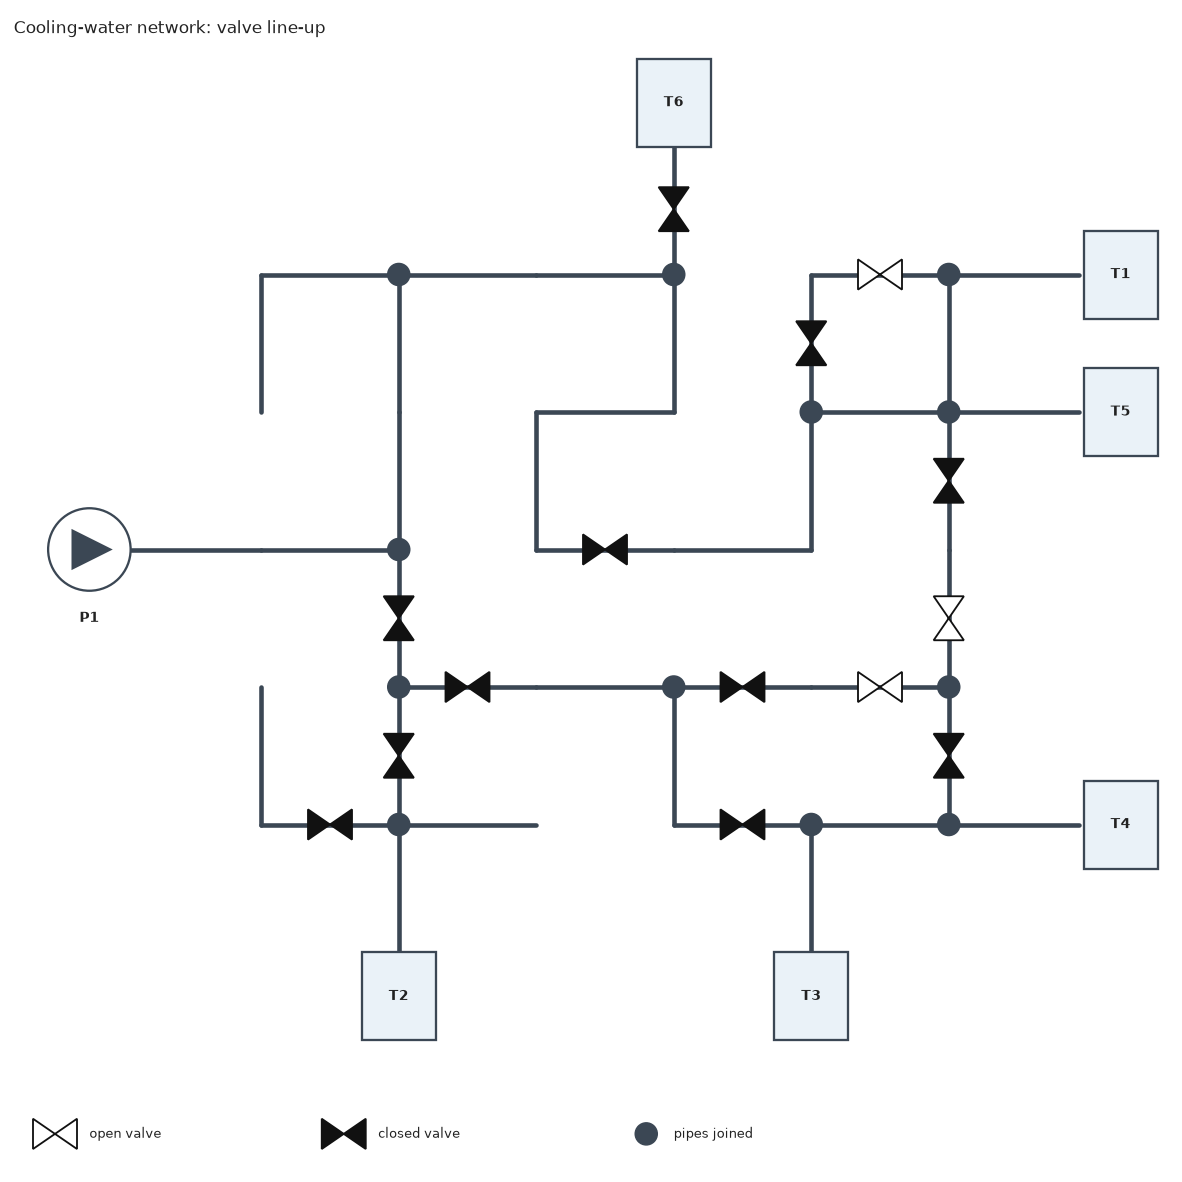 Cooling-water network: valve line-up
T6
T1
T5
P1
T4
T2
T3
open valve
closed valve
pipes joined